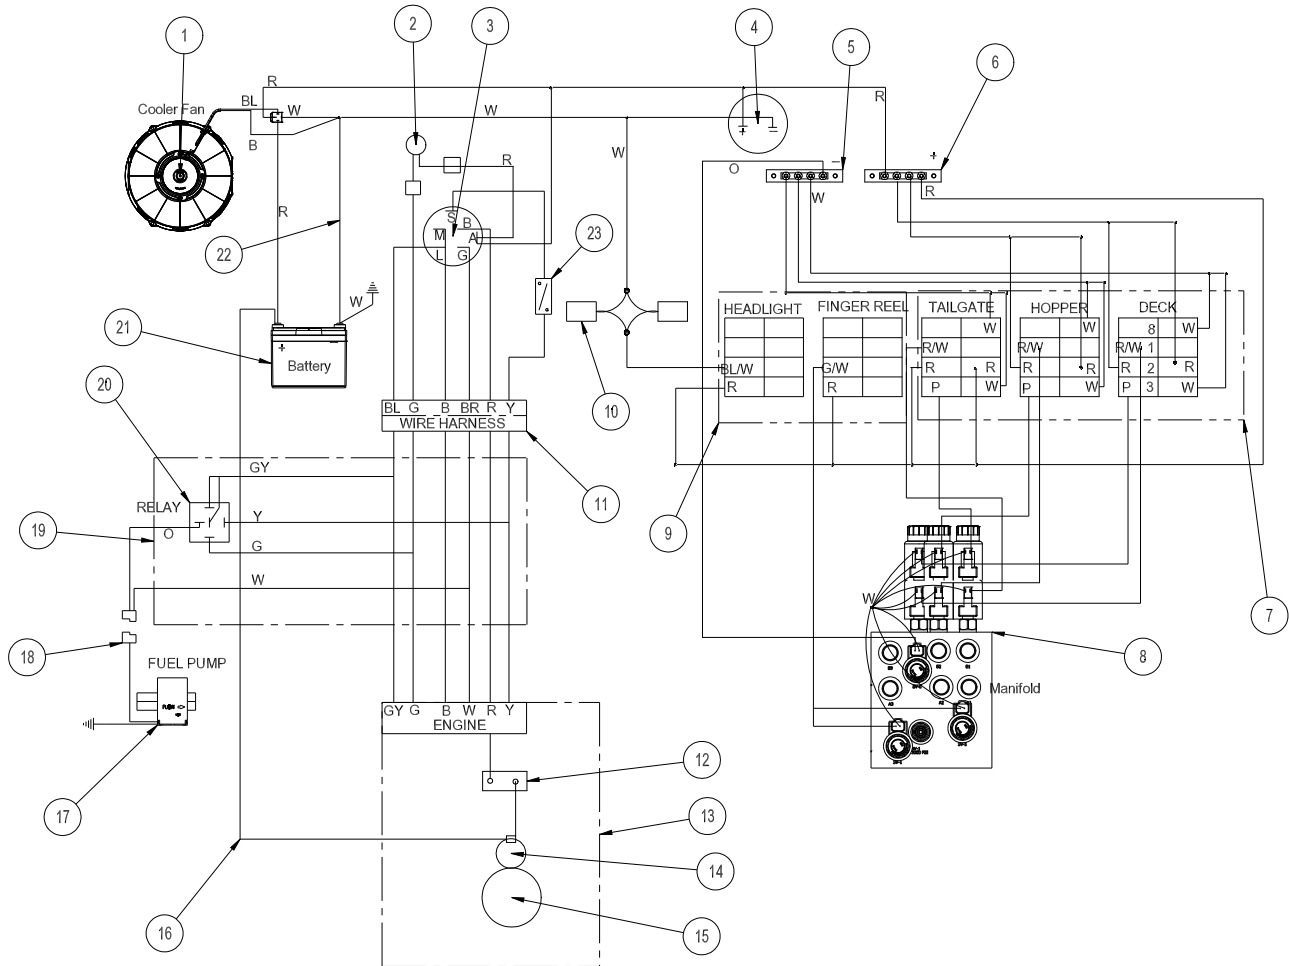 1
2
3
4
5
6
R
BL
W
W
Cooler Fan
B
R
W
+
−
O
−
+
R
W
R
S
B
M
A
L
G
R
22
23
W
HEADLIGHT
FINGER REEL
TAILGATE
HOPPER
DECK
W
W
8
W
R/W
R/W
R/W
1
BL/W
G/W
R
R
R
R
R
2
R
R
R
P
W
P
W
P
3
W
21
+
−
Battery
20
10
BL
G
B
BR
R
Y
WIRE HARNESS
9
7
GY
RELAY
11
19
O
Y
G
W
W
18
8
FUEL PUMP
Manifold
GY
G
B
W
R
Y
ENGINE
17
12
13
14
16
15